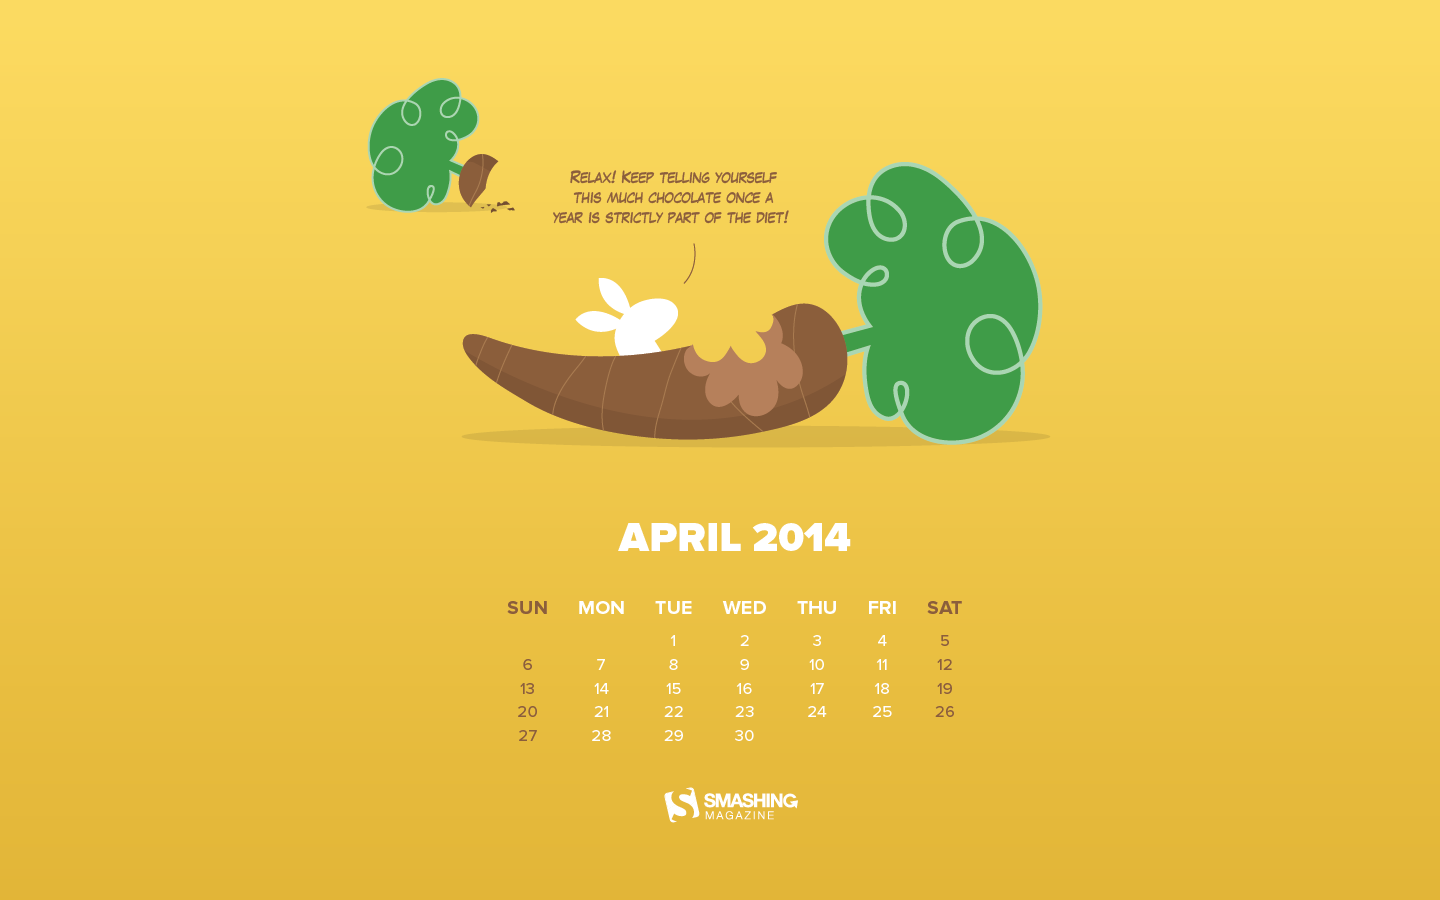 RELAX! KEEP TELLING YOURSELF
THIS MUCH CHOCOLATE ONCE A
YEAR IS STRICTLY PART OF THE DIET!
APRIL 2014
SUN MON TUE WED THU FRI SAT
1 2 3 4 5
6 7 8 9 10 11 12
13 14 15 16 17 18 19
20 21 22 23 24 25 26
27 28 29 30
SMASHING
MAGAZINE